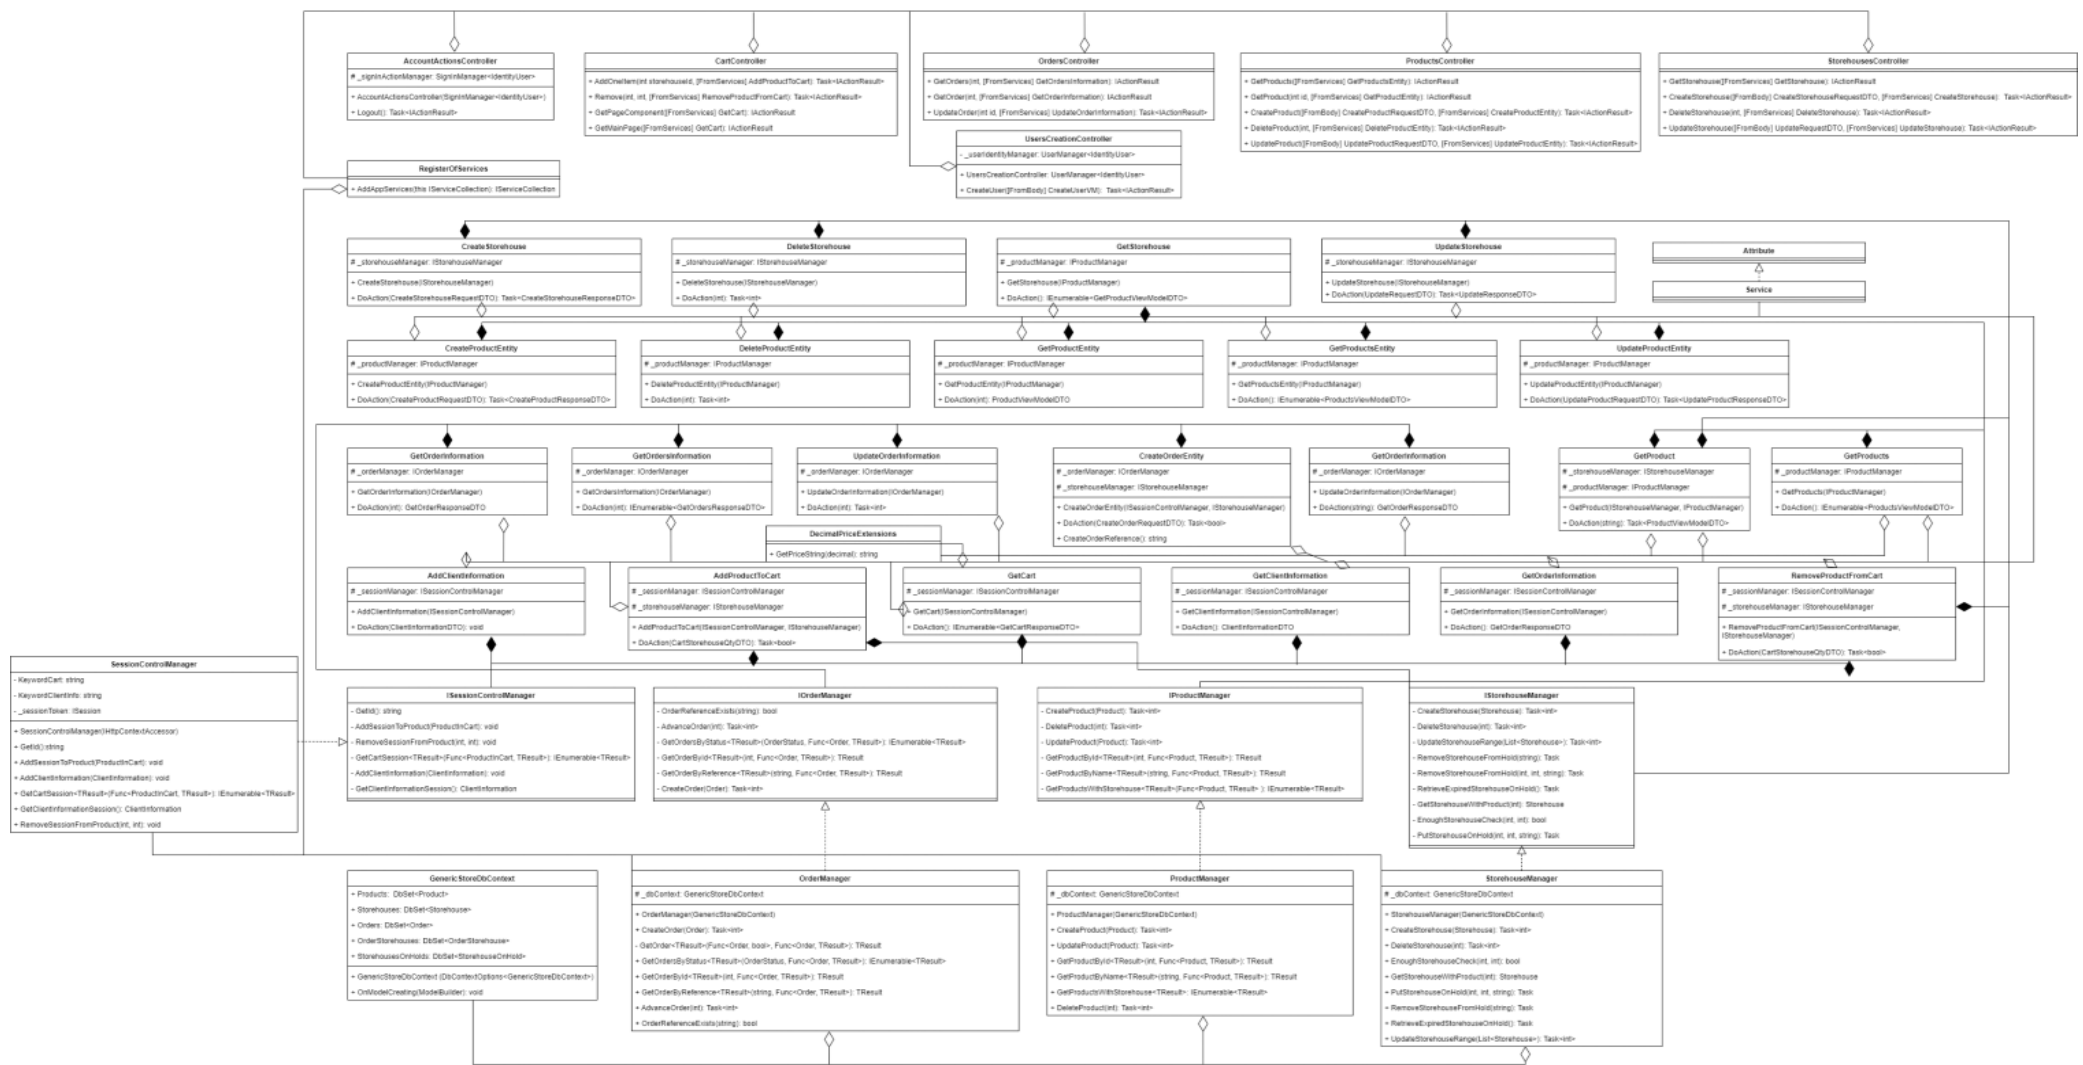 AccountActionsController
# _signInActionManager: SignInManager<IdentityUser>
+ AccountActionsController(SignInManager<IdentityUser>)
+ Logout(): Task<IActionResult>
CartController
+ AddOneItem(int storehouseId, [FromServices] AddProductToCart): Task<IActionResult>
+ Remove(int, int, [FromServices] RemoveProductFromCart): Task<IActionResult>
+ GetPageComponent([FromServices] GetCart): IActionResult
+ GetMainPage([FromServices] GetCart): IActionResult
OrdersController
+ GetOrders(int, [FromServices] GetOrdersInformation): IActionResult
+ GetOrder(int, [FromServices] GetOrderInformation): IActionResult
+ UpdateOrder(int id, [FromServices] UpdateOrderInformation): Task<IActionResult>
ProductsController
+ GetProducts([FromServices] GetProductsEntity): IActionResult
+ GetProduct(int id, [FromServices] GetProductEntity): IActionResult
+ CreateProduct([FromBody] CreateProductRequestDTO, [FromServices] CreateProductEntity): Task<IActionResult>
+ DeleteProduct(int, [FromServices] DeleteProductEntity): Task<IActionResult>
+ UpdateProduct([FromBody] UpdateProductRequestDTO, [FromServices] UpdateProductEntity): Task<IActionResult>
StorehousesController
+ GetStorehouse([FromServices] GetStorehouse): IActionResult
+ CreateStorehouse([FromBody] CreateStorehouseRequestDTO, [FromServices] CreateStorehouse): Task<IActionResult>
+ DeleteStorehouse(int, [FromServices] DeleteStorehouse): Task<IActionResult>
+ UpdateStorehouse([FromBody] UpdateRequestDTO, [FromServices] UpdateStorehouse): Task<IActionResult>
UsersCreationController
- _userIdentityManager: UserManager<IdentityUser>
+ UsersCreationController: UserManager<IdentityUser>
+ CreateUser([FromBody] CreateUserVM): Task<IActionResult>
RegisterOfServices
+ AddAppServices(this IServiceCollection): IServiceCollection
CreateStorehouse
# _storehouseManager: IStorehouseManager
+ CreateStorehouse(IStorehouseManager)
+ DoAction(CreateStorehouseRequestDTO): Task<CreateStorehouseResponseDTO>
DeleteStorehouse
# _storehouseManager: IStorehouseManager
+ DeleteStorehouse(IStorehouseManager)
+ DoAction(int): Task<int>
GetStorehouse
# _productManager: IProductManager
+ GetStorehouse(IProductManager)
+ DoAction(): IEnumerable<GetProductViewModelDTO>
UpdateStorehouse
# _storehouseManager: IStorehouseManager
+ UpdateStorehouse(IStorehouseManager)
+ DoAction(UpdateRequestDTO): Task<UpdateResponseDTO>
Attribute
Service
CreateProductEntity
# _productManager: IProductManager
+ CreateProductEntity(IProductManager)
+ DoAction(CreateProductRequestDTO): Task<CreateProductResponseDTO>
DeleteProductEntity
# _productManager: IProductManager
+ DeleteProductEntity(IProductManager)
+ DoAction(int): Task<int>
GetProductEntity
# _productManager: IProductManager
+ GetProductEntity(IProductManager)
+ DoAction(int): ProductViewModelDTO
GetProductsEntity
# _productManager: IProductManager
+ GetProductsEntity(IProductManager)
+ DoAction(): IEnumerable<ProductsViewModelDTO>
UpdateProductEntity
# _productManager: IProductManager
+ UpdateProductEntity(IProductManager)
+ DoAction(UpdateProductRequestDTO): Task<UpdateProductResponseDTO>
GetOrderInformation
# _orderManager: IOrderManager
+ GetOrderInformation(IOrderManager)
+ DoAction(int): GetOrderResponseDTO
GetOrdersInformation
# _orderManager: IOrderManager
+ GetOrdersInformation(IOrderManager)
+ DoAction(int): IEnumerable<GetOrdersResponseDTO>
UpdateOrderInformation
# _orderManager: IOrderManager
+ UpdateOrderInformation(IOrderManager)
+ DoAction(int): Task<int>
CreateOrderEntity
# _orderManager: IOrderManager
# _storehouseManager: IStorehouseManager
+ CreateOrderEntity(ISessionControlManager, IStorehouseManager)
+ DoAction(CreateOrderRequestDTO): Task<bool>
+ CreateOrderReference(): string
GetOrderInformation
# _orderManager: IOrderManager
+ UpdateOrderInformation(IOrderManager)
+ DoAction(string): GetOrderResponseDTO
GetProduct
# _storehouseManager: IStorehouseManager
# _productManager: IProductManager
+ GetProduct(IStorehouseManager, IProductManager)
+ DoAction(string): Task<ProductViewModelDTO>
GetProducts
# _productManager: IProductManager
+ GetProducts(IProductManager)
+ DoAction(): IEnumerable<ProductsViewModelDTO>
DecimalPriceExtensions
+ GetPriceString(decimal): string
AddClientInformation
# _sessionManager: ISessionControlManager
+ AddClientInformation(ISessionControlManager)
+ DoAction(ClientInformationDTO): void
AddProductToCart
# _sessionManager: ISessionControlManager
# _storehouseManager: IStorehouseManager
+ AddProductToCart(ISessionControlManager, IStorehouseManager)
+ DoAction(CartStorehouseQtyDTO): Task<bool>
GetCart
# _sessionManager: ISessionControlManager
+ GetCart(ISessionControlManager)
+ DoAction(): IEnumerable<GetCartResponseDTO>
GetClientInformation
# _sessionManager: ISessionControlManager
+ GetClientInformation(ISessionControlManager)
+ DoAction(): ClientInformationDTO
GetOrderInformation
# _sessionManager: ISessionControlManager
+ GetOrderInformation(ISessionControlManager)
+ DoAction(): GetOrderResponseDTO
RemoveProductFromCart
# _sessionManager: ISessionControlManager
# _storehouseManager: IStorehouseManager
+ RemoveProductFromCart(ISessionControlManager,
IStorehouseManager)
+ DoAction(CartStorehouseQtyDTO): Task<bool>
SessionControlManager
- KeywordCart: string
- KeywordClientInfo: string
- _sessionToken: ISession
+ SessionControlManager(IHttpContextAccessor)
+ GetId():string
+ AddSessionToProduct(ProductInCart): void
+ AddClientInformation(ClientInformation): void
+ GetCartSession<TResult>(Func<ProductInCart, TResult>): IEnumerable<TResult>
+ GetClientInformationSession(): ClientInformation
+ RemoveSessionFromProduct(int, int): void
ISessionControlManager
- GetId(): string
- AddSessionToProduct(ProductInCart): void
- RemoveSessionFromProduct(int, int): void
- GetCartSession<TResult>(Func<ProductInCart, TResult>): IEnumerable<TResult>
- AddClientInformation(ClientInformation): void
- GetClientInformationSession(): ClientInformation
IOrderManager
- OrderReferenceExists(string): bool
- AdvanceOrder(int): Task<int>
- GetOrdersByStatus<TResult>(OrderStatus, Func<Order, TResult>): IEnumerable<TResult>
- GetOrderById<TResult>(int, Func<Order, TResult>): TResult
- GetOrderByReference<TResult>(string, Func<Order, TResult>): TResult
- CreateOrder(Order): Task<int>
IProductManager
- CreateProduct(Product): Task<int>
- DeleteProduct(int): Task<int>
- UpdateProduct(Product): Task<int>
- GetProductById<TResult>(int, Func<Product, TResult>): TResult
- GetProductByName<TResult>(string, Func<Product, TResult>): TResult
- GetProductsWithStorehouse<TResult>(Func<Product, TResult> ): IEnumerable<TResult>
IStorehouseManager
- CreateStorehouse(Storehouse): Task<int>
- DeleteStorehouse(int): Task<int>
- UpdateStorehouseRange(List<Storehouse>): Task<int>
- RemoveStorehouseFromHold(string): Task
- RemoveStorehouseFromHold(int, int, string): Task
- RetrieveExpiredStorehouseOnHold(): Task
- GetStorehouseWithProduct(int): Storehouse
- EnoughStorehouseCheck(int, int): bool
- PutStorehouseOnHold(int, int, string): Task
GenericStoreDbContext
+ Products: DbSet<Product>
+ Storehouses: DbSet<Storehouse>
+ Orders: DbSet<Order>
+ OrderStorehouses: DbSet<OrderStorehouse>
+ StorehousesOnHolds: DbSet<StorehouseOnHold>
+ GenericStoreDbContext (DbContextOptions<GenericStoreDbContext>)
+ OnModelCreating(ModelBuilder): void
OrderManager
# _dbContext: GenericStoreDbContext
+ OrderManager(GenericStoreDbContext)
+ CreateOrder(Order): Task<int>
- GetOrder<TResult>(Func<Order, bool>, Func<Order, TResult>): TResult
+ GetOrdersByStatus<TResult>(OrderStatus, Func<Order, TResult>): IEnumerable<TResult>
+ GetOrderById<TResult>(int, Func<Order, TResult>): TResult
+ GetOrderByReference<TResult>(string, Func<Order, TResult>): TResult
+ AdvanceOrder(int): Task<int>
+ OrderReferenceExists(string): bool
ProductManager
# _dbContext: GenericStoreDbContext
+ ProductManager(GenericStoreDbContext)
+ CreateProduct(Product): Task<int>
+ UpdateProduct(Product): Task<int>
+ GetProductById<TResult>(int, Func<Product, TResult>): TResult
+ GetProductByName<TResult>(string, Func<Product, TResult>): TResult
+ GetProductsWithStorehouse<TResult>: IEnumerable<TResult>
+ DeleteProduct(int): Task<int>
StorehouseManager
# _dbContext: GenericStoreDbContext
+ StorehouseManager(GenericStoreDbContext)
+ CreateStorehouse(Storehouse): Task<int>
+ DeleteStorehouse(int): Task<int>
+ EnoughStorehouseCheck(int, int): bool
+ GetStorehouseWithProduct(int): Storehouse
+ PutStorehouseOnHold(int, int, string): Task
+ RemoveStorehouseFromHold(string): Task
+ RetrieveExpiredStorehouseOnHold(): Task
+ UpdateStorehouseRange(List<Storehouse>): Task<int>